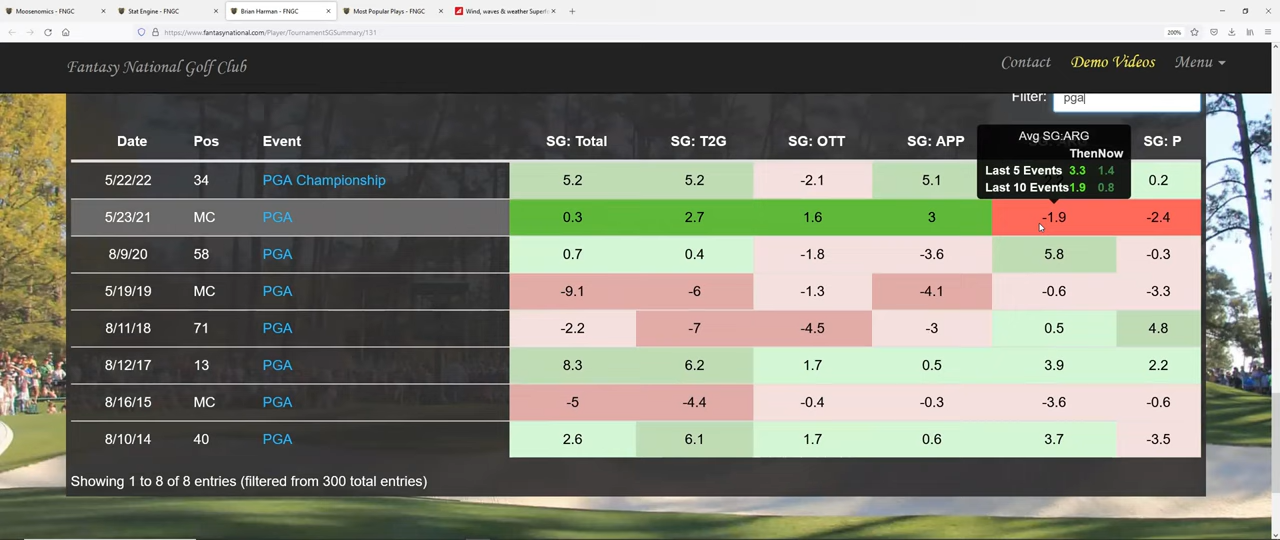 Moosenomics - FNGC
Stat Engine - FNGC
Brian Harman - FNGC
Most Popular Plays - FNGC
Wind, waves & weather Superf
https://www.fantasynational.com/Player/TournamentSGSummary/131
200%
Fantasy National Golf Club
Contact Demo Videos Menu
Filter: pga
Date Pos Event SG: Total SG: T2G SG: OTT SG: APP SG: P
Avg SG:ARG
ThenNow
Last 5 Events 3.3 1.4
Last 10 Events1.9 0.8
5/22/22 34 PGA Championship 5.2 5.2 -2.1 5.1 0.2
5/23/21 MC PGA 0.3 2.7 1.6 3 -1.9 -2.4
8/9/20 58 PGA 0.7 0.4 -1.8 -3.6 5.8 -0.3
5/19/19 MC PGA -9.1 -6 -1.3 -4.1 -0.6 -3.3
8/11/18 71 PGA -2.2 -7 -4.5 -3 0.5 4.8
8/12/17 13 PGA 8.3 6.2 1.7 0.5 3.9 2.2
8/16/15 MC PGA -5 -4.4 -0.4 -0.3 -3.6 -0.6
8/10/14 40 PGA 2.6 6.1 1.7 0.6 3.7 -3.5
Showing 1 to 8 of 8 entries (filtered from 300 total entries)